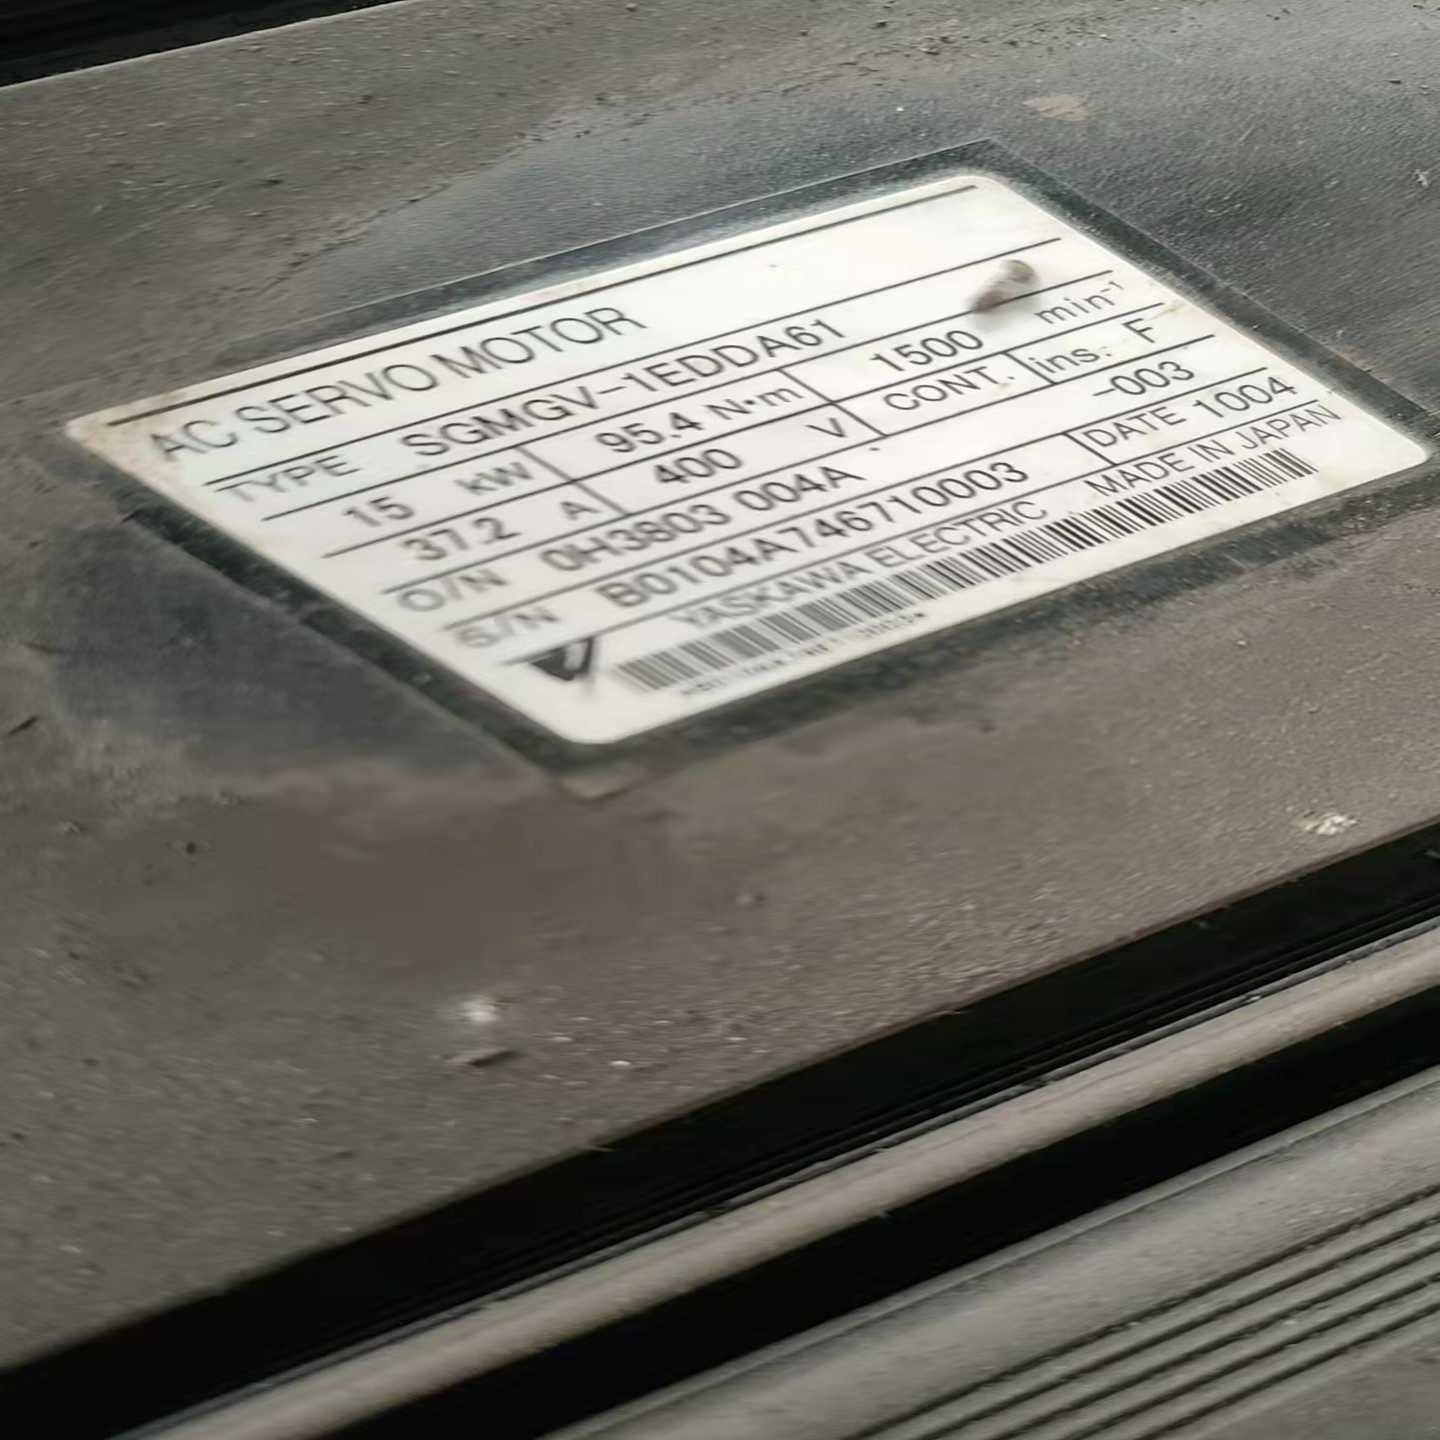 AC SERVO MOTOR
TYPE SGMGV-1EDDA61
15 kW 95.4 N•m 1500 min⁻¹
37.2 A 400 V CONT. ins: F
O/N 0H3803 004A -003
S/N B0104A746710003 DATE 1004
YASKAWA ELECTRIC MADE IN JAPAN